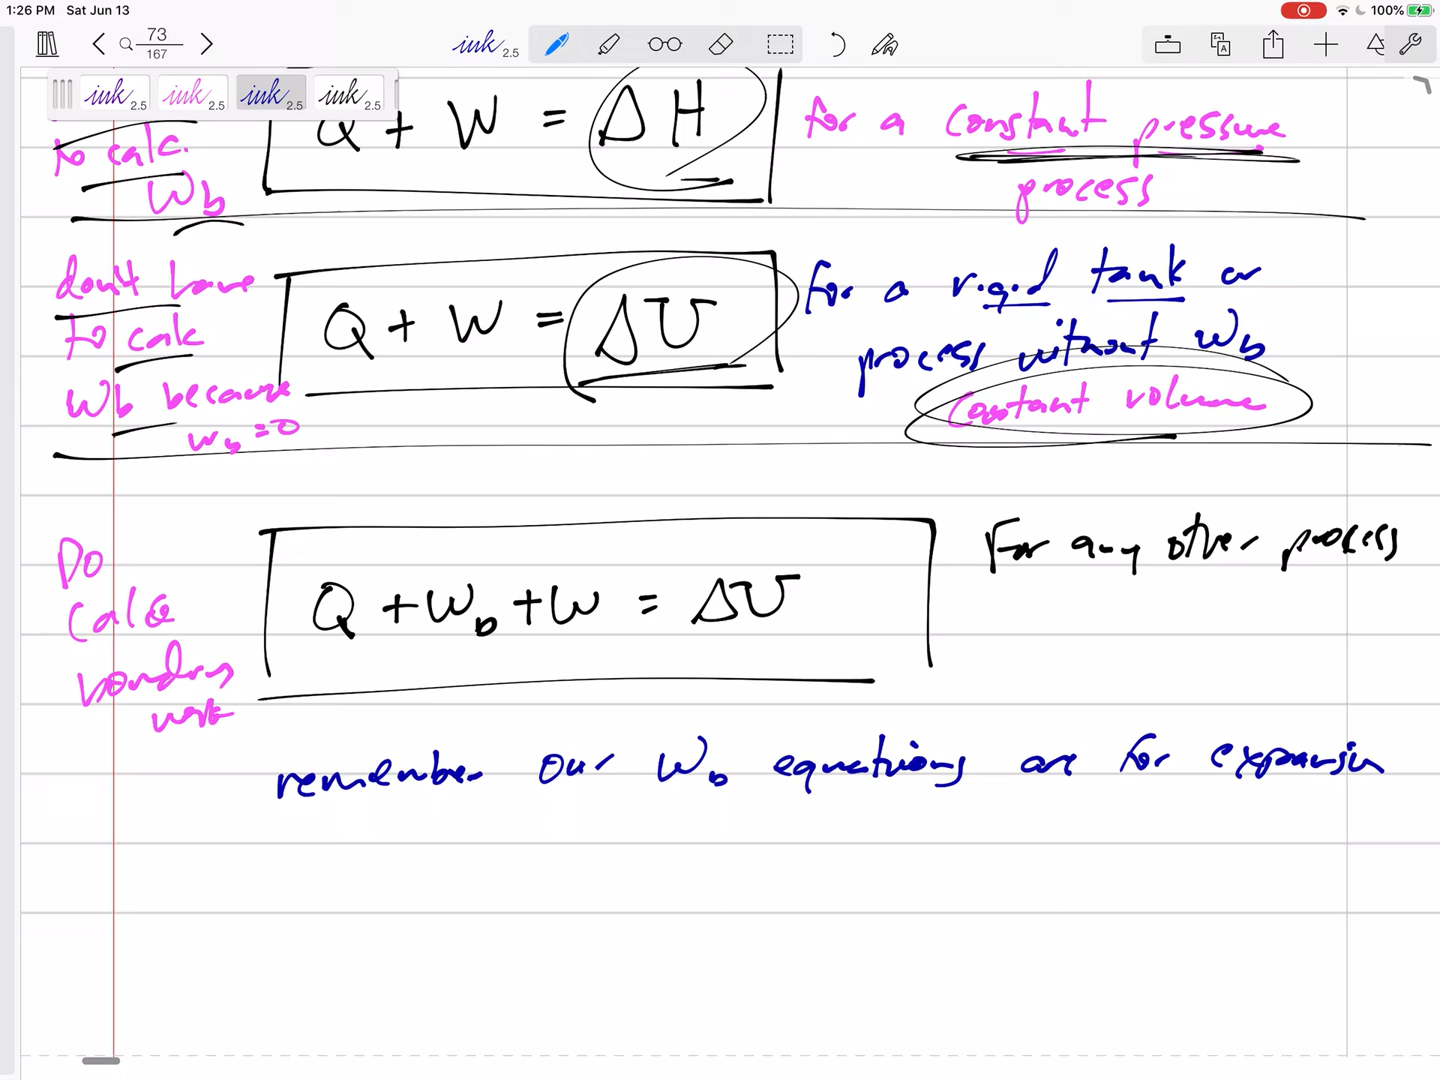 1:26 PM Sat Jun 13
100%
73
167
ink 2.5
ink 2.5 ink 2.5 ink 2.5 ink 2.5
to calc.
Wb
Q + W = ΔH
for a constant pressure
process
don't have
to calc
Wb because
Wb = 0
Q + W = ΔU
for a rigid tank or
process without Wb
constant volume
Do
calc
boundary
work
Q + Wb + W = ΔU
For any other process
remember our Wb equations are for expansion